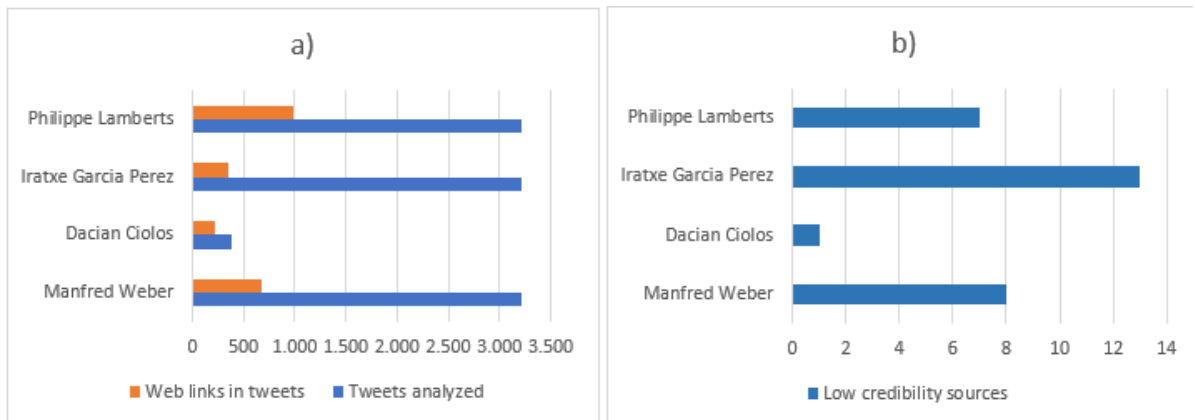 a)
Philippe Lamberts
Iratxe Garcia Perez
Dacian Ciolos
Manfred Weber
0 500 1.000 1.500 2.000 2.500 3.000 3.500
Web links in tweets Tweets analyzed
b)
Philippe Lamberts
Iratxe Garcia Perez
Dacian Ciolos
Manfred Weber
0 2 4 6 8 10 12 14
Low credibility sources